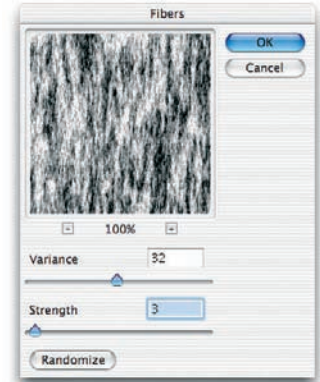 Fibers
OK
Cancel
100%
Variance 32
Strength 3
Randomize